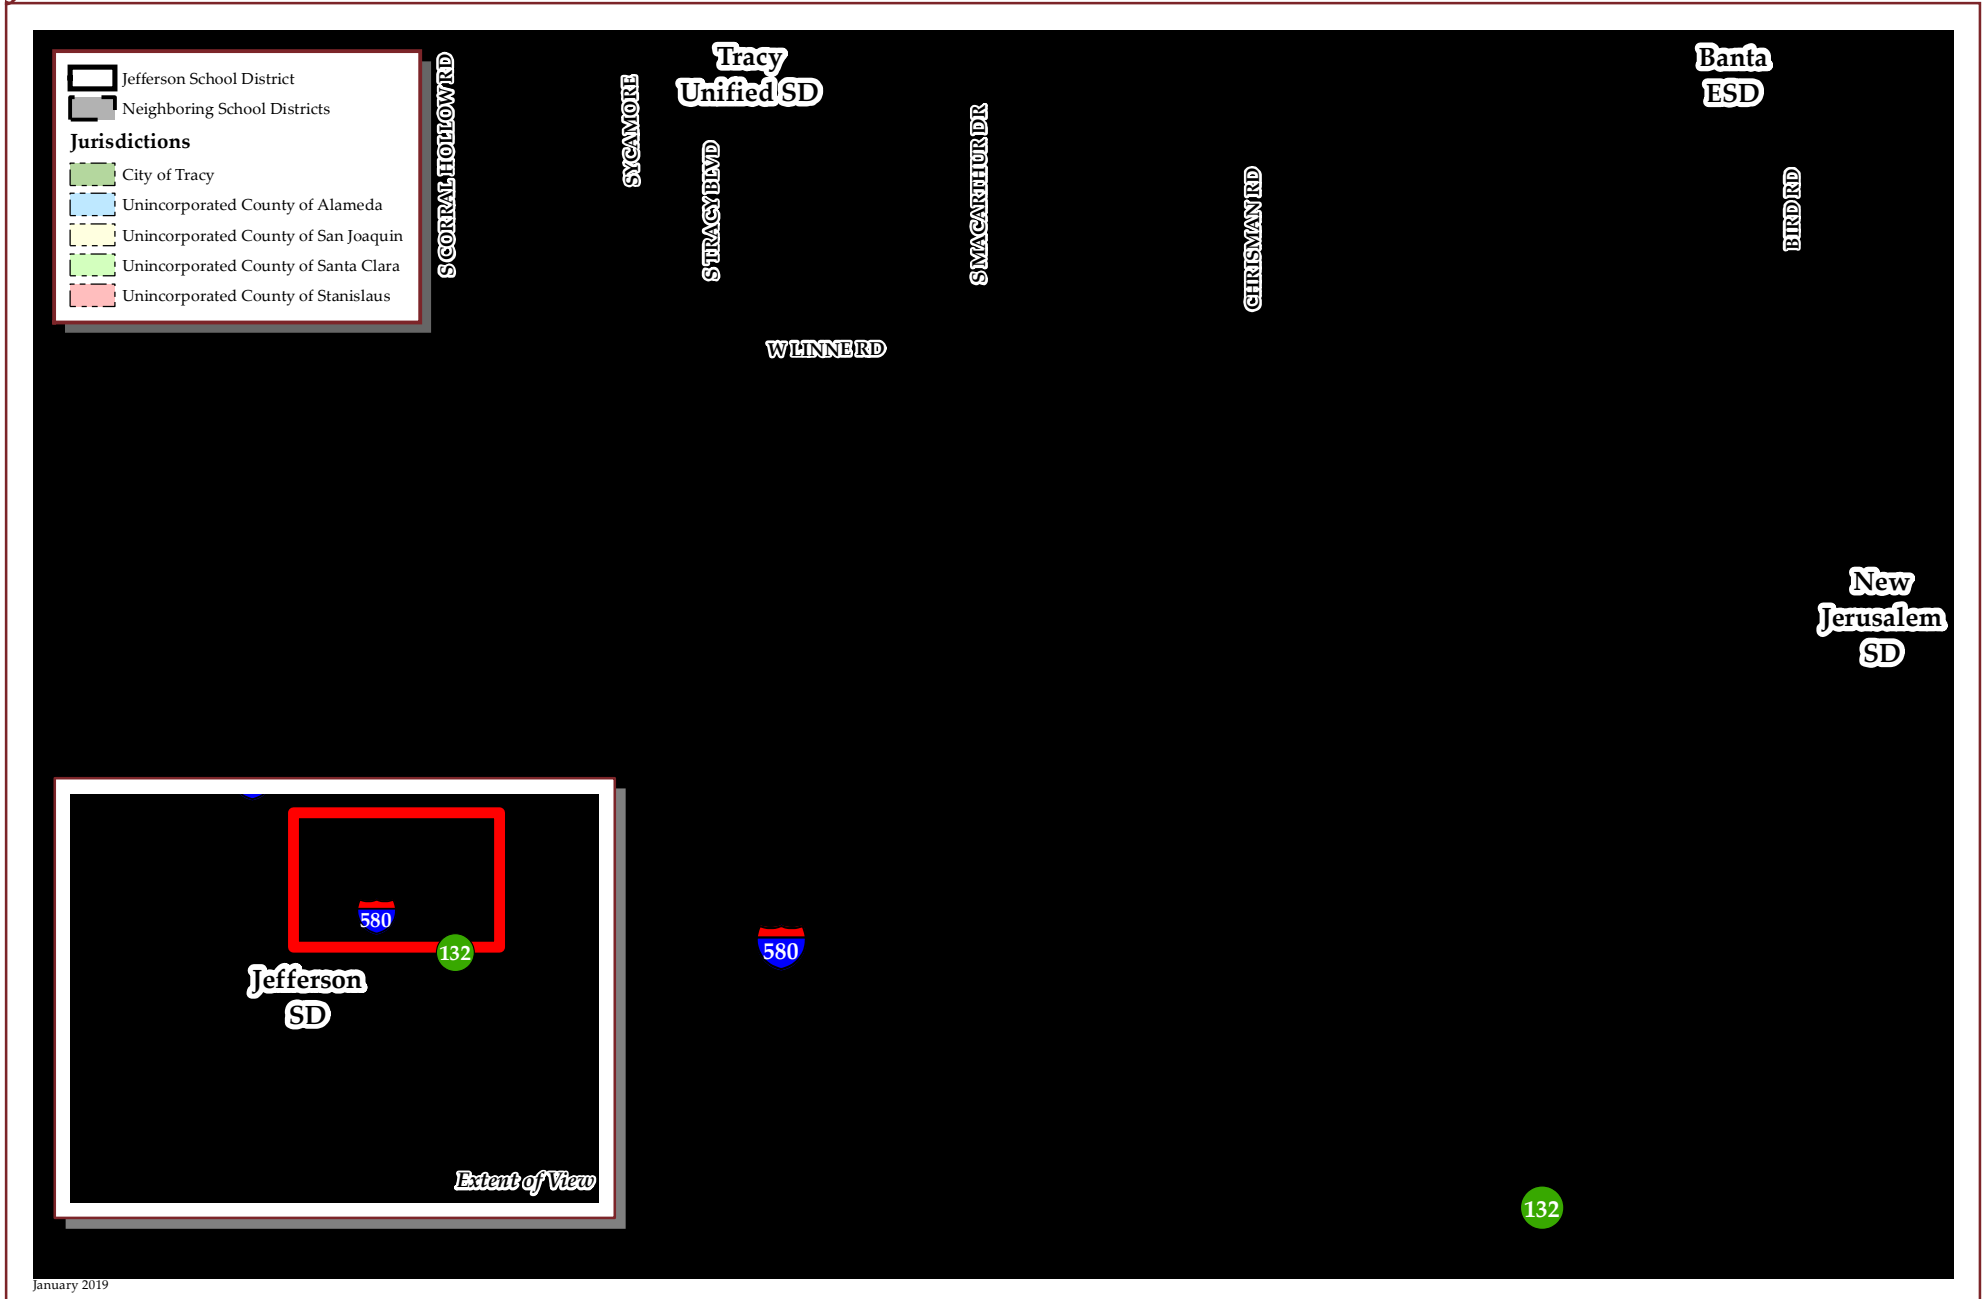 Jefferson School District
Neighboring School Districts
Jurisdictions
City of Tracy
Unincorporated County of Alameda
Unincorporated County of San Joaquin
Unincorporated County of Santa Clara
Unincorporated County of Stanislaus
S CORRAL HOLLOW RD
SYCAMORE
Tracy
Unified SD
S TRACY BLVD
S MACARTHUR DR
CHRISMAN RD
Banta
ESD
BIRD RD
W LINNE RD
New
Jerusalem
SD
580
132
Jefferson
SD
Extent of View
580
132
January 2019